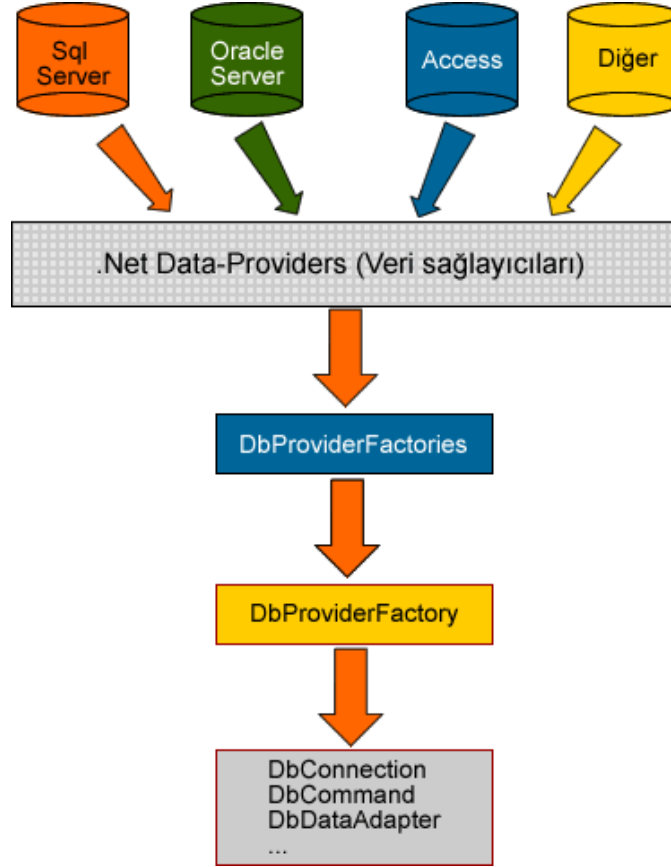 Sql
Server
Oracle
Server
Access
Diğer
.Net Data-Providers (Veri sağlayıcıları)
DbProviderFactories
DbProviderFactory
DbConnection
DbCommand
DbDataAdapter
...